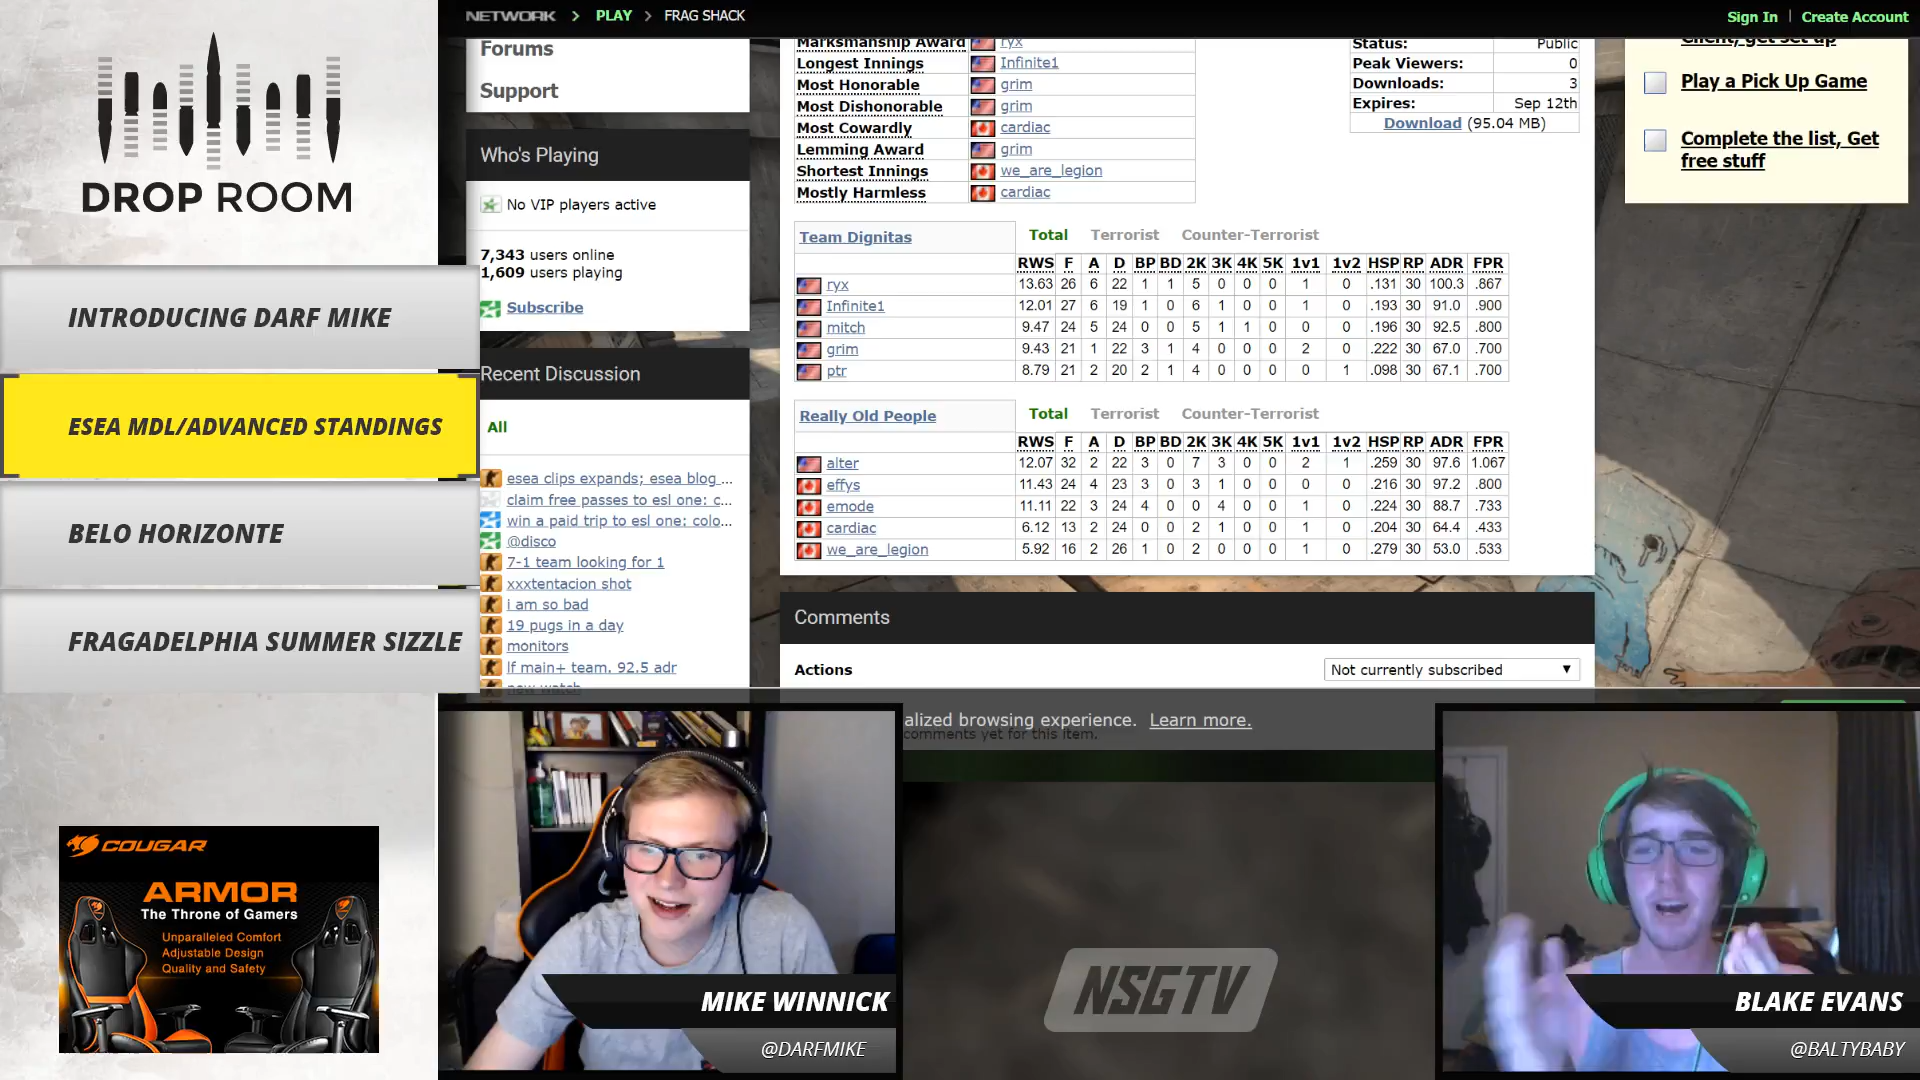 NETWORK > PLAY > FRAG SHACK
Sign In | Create Account
DROP ROOM
INTRODUCING DARF MIKE
ESEA MDL/ADVANCED STANDINGS
BELO HORIZONTE
FRAGADELPHIA SUMMER SIZZLE
COUGAR
ARMOR
The Throne of Gamers
Unparalleled Comfort
Adjustable Design
Quality and Safety
Forums
Support
Who's Playing
No VIP players active
7,343 users online
1,609 users playing
Subscribe
Recent Discussion
All
esea clips expands; esea blog ...
claim free passes to esl one: c...
win a paid trip to esl one: colo...
@disco
7-1 team looking for 1
xxxtentacion shot
i am so bad
19 pugs in a day
monitors
lf main+ team. 92.5 adr
new watch
Marksmanship Award ryx
Longest Innings Infinite1
Most Honorable grim
Most Dishonorable grim
Most Cowardly cardiac
Lemming Award grim
Shortest Innings we_are_legion
Mostly Harmless cardiac
Status: Public
Peak Viewers: 0
Downloads: 3
Expires: Sep 12th
Download (95.04 MB)
Client, get set up
Play a Pick Up Game
Complete the list, Get
free stuff
Team Dignitas Total Terrorist Counter-Terrorist
RWS F A D BP BD 2K 3K 4K 5K 1v1 1v2 HSP RP ADR FPR
ryx 13.63 26 6 22 1 1 5 0 0 0 1 0 .131 30 100.3 .867
Infinite1 12.01 27 6 19 1 0 6 1 0 0 1 0 .193 30 91.0 .900
mitch 9.47 24 5 24 0 0 5 1 1 0 0 0 .196 30 92.5 .800
grim 9.43 21 1 22 3 1 4 0 0 0 2 0 .222 30 67.0 .700
ptr 8.79 21 2 20 2 1 4 0 0 0 0 1 .098 30 67.1 .700
Really Old People Total Terrorist Counter-Terrorist
RWS F A D BP BD 2K 3K 4K 5K 1v1 1v2 HSP RP ADR FPR
alter 12.07 32 2 22 3 0 7 3 0 0 2 1 .259 30 97.6 1.067
effys 11.43 24 4 23 3 0 3 1 0 0 0 0 .216 30 97.2 .800
emode 11.11 22 3 24 4 0 0 4 0 0 1 0 .224 30 88.7 .733
cardiac 6.12 13 2 24 0 0 2 1 0 0 1 0 .204 30 64.4 .433
we_are_legion 5.92 16 2 26 1 0 2 0 0 0 1 0 .279 30 53.0 .533
Comments
Actions Not currently subscribed
alized browsing experience. Learn more.
comments yet for this item.
NSGTV
MIKE WINNICK
@DARFMIKE
BLAKE EVANS
@BALTYBABY